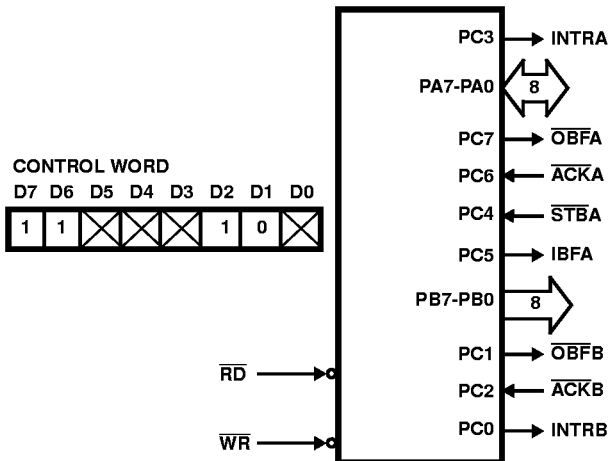 CONTROL WORD
D7 D6 D5 D4 D3 D2 D1 D0
1 1 1 0
RD
WR
PC3 INTRA
PA7-PA0 8
PC7 OBFA
PC6 ACKA
PC4 STBA
PC5 IBFA
PB7-PB0 8
PC1 OBFB
PC2 ACKB
PC0 INTRB